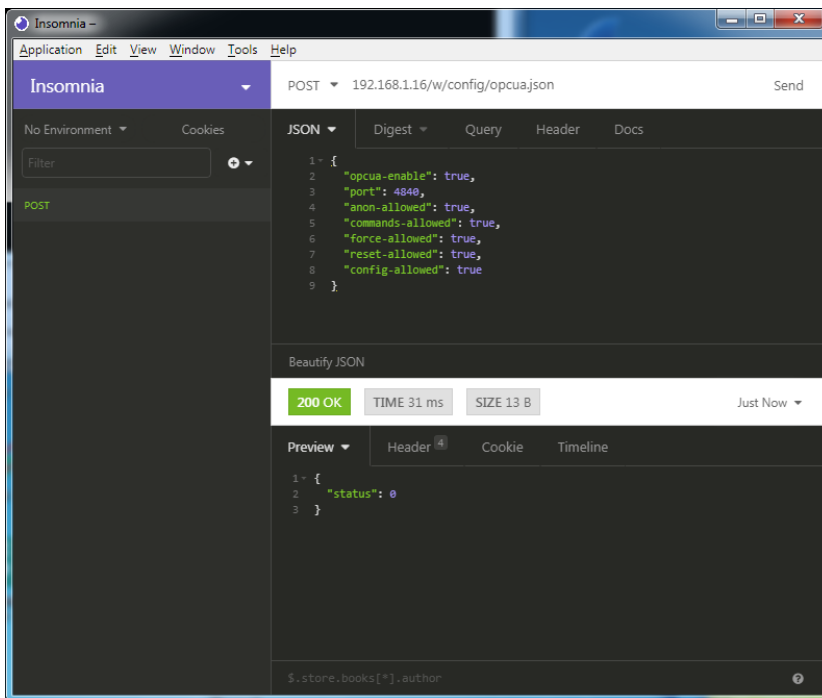 Insomnia –
Application Edit View Window Tools Help
Insomnia
POST 192.168.1.16/w/config/opcua.json Send
No Environment Cookies
JSON Digest Query Header Docs
Filter
POST
1 {
2 "opcua-enable": true,
3 "port": 4840,
4 "anon-allowed": true,
5 "commands-allowed": true,
6 "force-allowed": true,
7 "reset-allowed": true,
8 "config-allowed": true
9 }
Beautify JSON
200 OK TIME 31 ms SIZE 13 B Just Now
Preview Header 4 Cookie Timeline
1 {
2 "status": 0
3 }
$.store.books[*].author